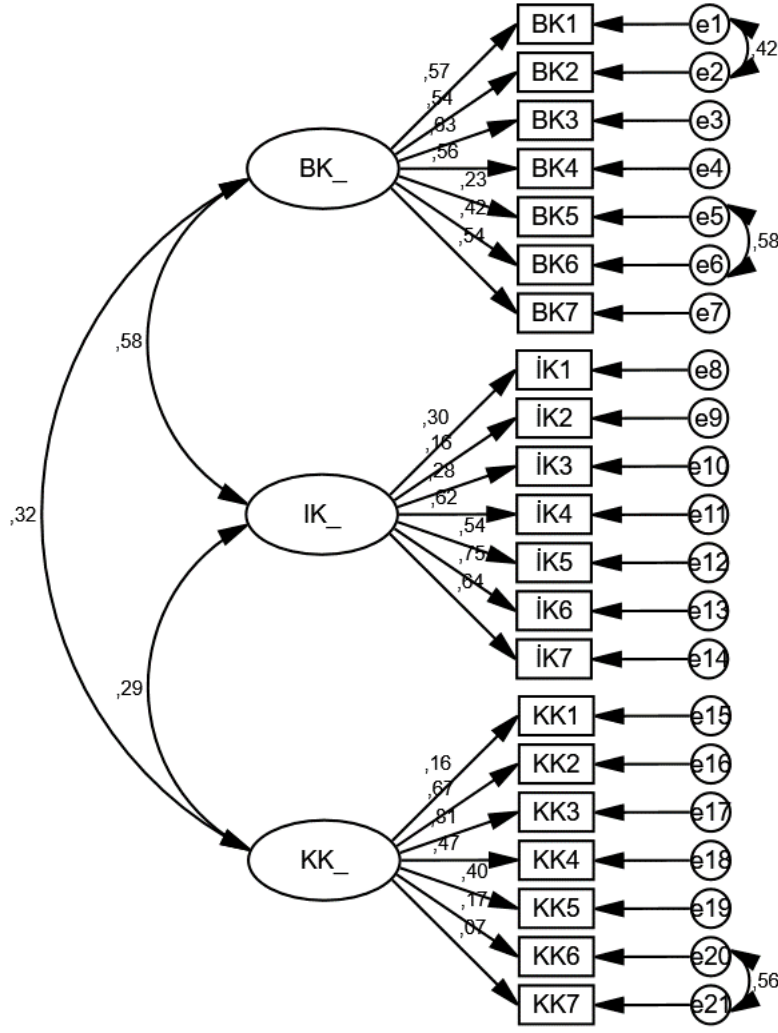 BK1
e1
,42
BK2
e2
BK3
e3
BK4
e4
BK5
e5
,58
BK6
e6
BK7
e7
,57
,54
,56
,23
,42
,54
BK_
,58
İK1
e8
İK2
e9
İK3
e10
İK4
e11
İK5
e12
İK6
e13
İK7
e14
,30
,16
,28
,62
,54
,75
,64
IK_
,32
,29
KK1
e15
KK2
e16
KK3
e17
KK4
e18
KK5
e19
KK6
e20
,56
KK7
e21
,16
,67
,81
,47
,40
,17
,07
KK_